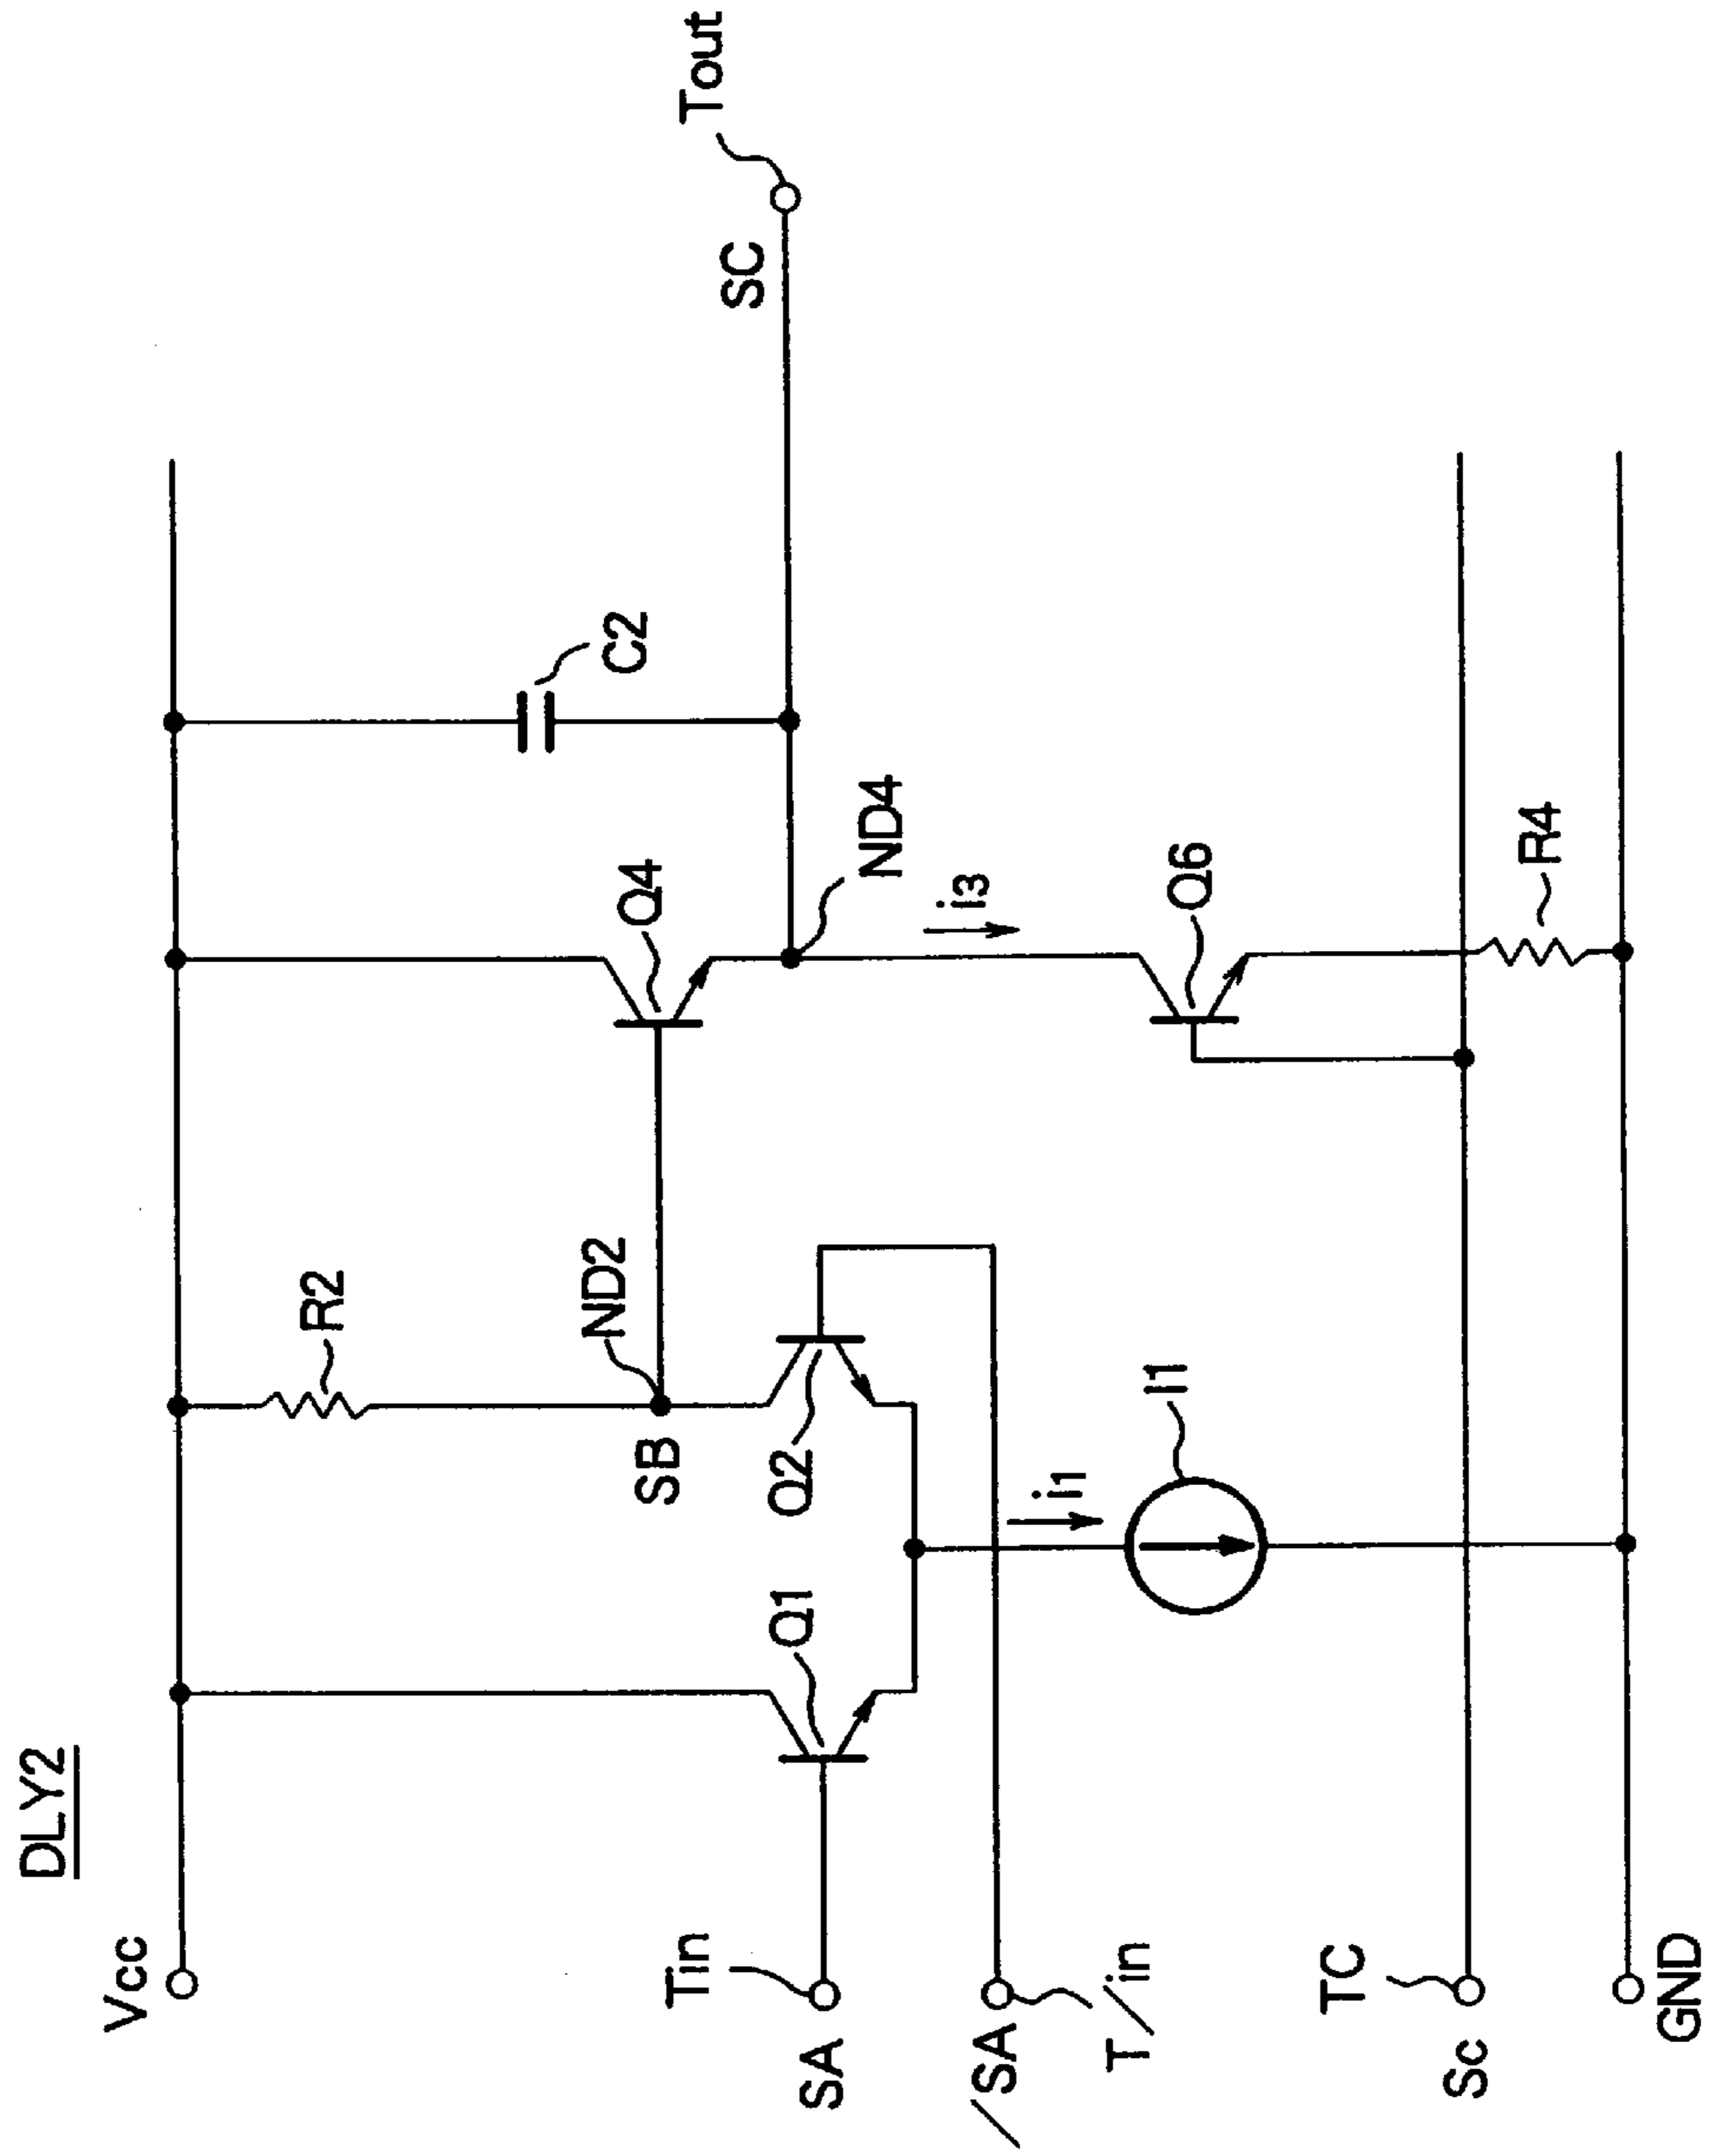 DLY2
Vcc
R2
C2
Q4
ND2
SB
Tout
SC
Tin
SA
Q1
Q2
ND4
/SA
T/in
i1
I1
i3
Q6
TC
Sc
R4
GND